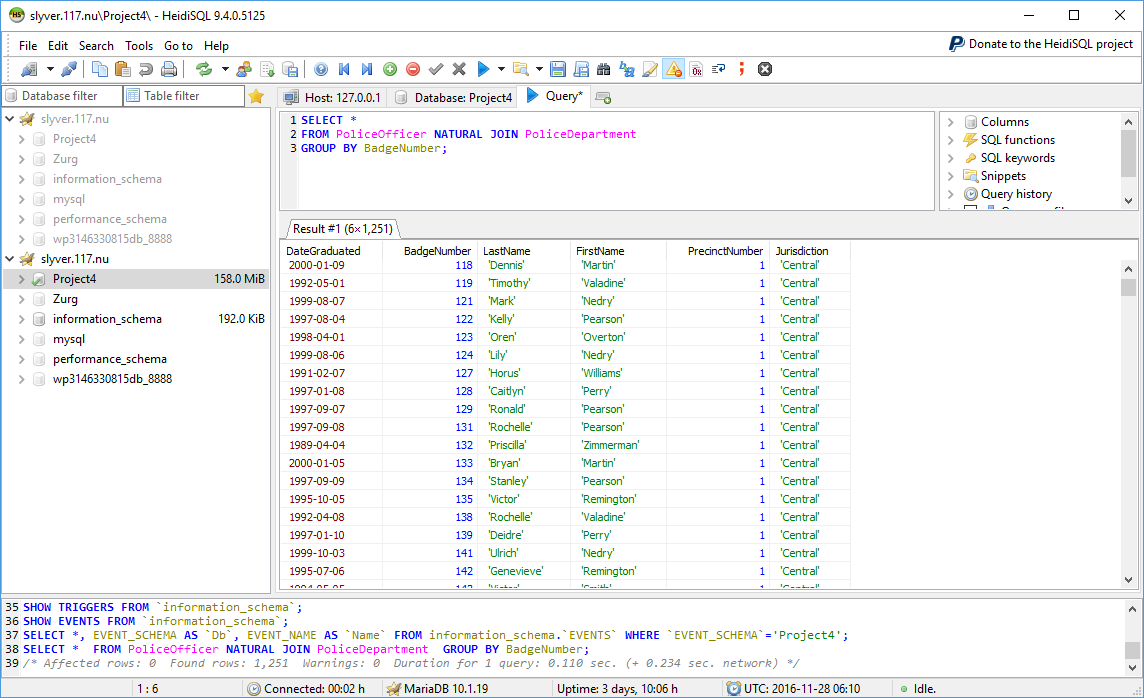 slyver.117.nu\Project4\ - HeidiSQL 9.4.0.5125
File Edit Search Tools Go to Help
Donate to the HeidiSQL project
Database filter Table filter
Host: 127.0.0.1 Database: Project4 Query*
slyver.117.nu
Project4
Zurg
information_schema
mysql
performance_schema
wp3146330815db_8888
slyver.117.nu
Project4 158.0 MiB
Zurg
information_schema 192.0 KiB
mysql
performance_schema
wp3146330815db_8888
1 SELECT *
2 FROM PoliceOfficer NATURAL JOIN PoliceDepartment
3 GROUP BY BadgeNumber;
Columns
SQL functions
SQL keywords
Snippets
Query history
Result #1 (6×1,251)
DateGraduated BadgeNumber LastName FirstName PrecinctNumber Jurisdiction
2000-01-09 118 'Dennis' 'Martin' 1 'Central'
1992-05-01 119 'Timothy' 'Valadine' 1 'Central'
1999-08-07 121 'Mark' 'Nedry' 1 'Central'
1997-08-04 122 'Kelly' 'Pearson' 1 'Central'
1998-04-01 123 'Oren' 'Overton' 1 'Central'
1999-08-06 124 'Lily' 'Nedry' 1 'Central'
1991-02-07 127 'Horus' 'Williams' 1 'Central'
1997-01-08 128 'Caitlyn' 'Perry' 1 'Central'
1997-09-07 129 'Ronald' 'Pearson' 1 'Central'
1997-09-08 131 'Rochelle' 'Pearson' 1 'Central'
1989-04-04 132 'Priscilla' 'Zimmerman' 1 'Central'
2000-01-05 133 'Bryan' 'Martin' 1 'Central'
1997-09-09 134 'Stanley' 'Pearson' 1 'Central'
1995-10-05 135 'Victor' 'Remington' 1 'Central'
1992-04-08 138 'Rochelle' 'Valadine' 1 'Central'
1997-01-10 139 'Deidre' 'Perry' 1 'Central'
1999-10-03 141 'Ulrich' 'Nedry' 1 'Central'
1995-07-06 142 'Genevieve' 'Remington' 1 'Central'
35 SHOW TRIGGERS FROM `information_schema`;
36 SHOW EVENTS FROM `information_schema`;
37 SELECT *, EVENT_SCHEMA AS `Db`, EVENT_NAME AS `Name` FROM information_schema.`EVENTS` WHERE `EVENT_SCHEMA`='Project4';
38 SELECT *  FROM PoliceOfficer NATURAL JOIN PoliceDepartment  GROUP BY BadgeNumber;
39 /* Affected rows: 0  Found rows: 1,251  Warnings: 0  Duration for 1 query: 0.110 sec. (+ 0.234 sec. network) */
1 : 6 Connected: 00:02 h MariaDB 10.1.19 Uptime: 3 days, 10:06 h UTC: 2016-11-28 06:10 Idle.